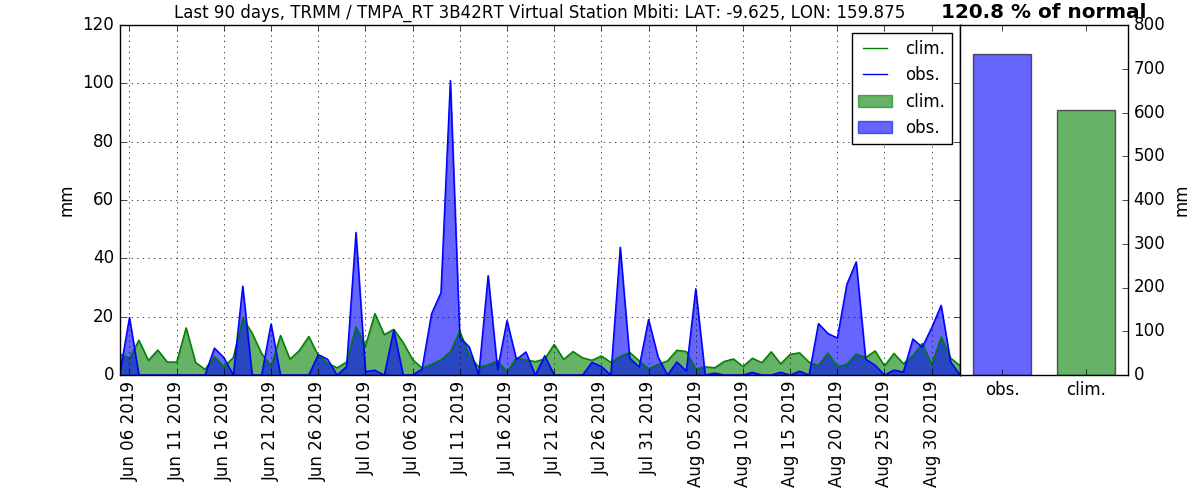 Last 90 days, TRMM / TMPA_RT 3B42RT Virtual Station Mbiti: LAT: -9.625, LON: 159.875
120.8 % of normal
120
100
80
60
40
20
0
mm
clim.
obs.
clim.
obs.
Jun 06 2019
Jun 11 2019
Jun 16 2019
Jun 21 2019
Jun 26 2019
Jul 01 2019
Jul 06 2019
Jul 11 2019
Jul 16 2019
Jul 21 2019
Jul 26 2019
Jul 31 2019
Aug 05 2019
Aug 10 2019
Aug 15 2019
Aug 20 2019
Aug 25 2019
Aug 30 2019
800
700
600
500
400
300
200
100
0
mm
obs.
clim.